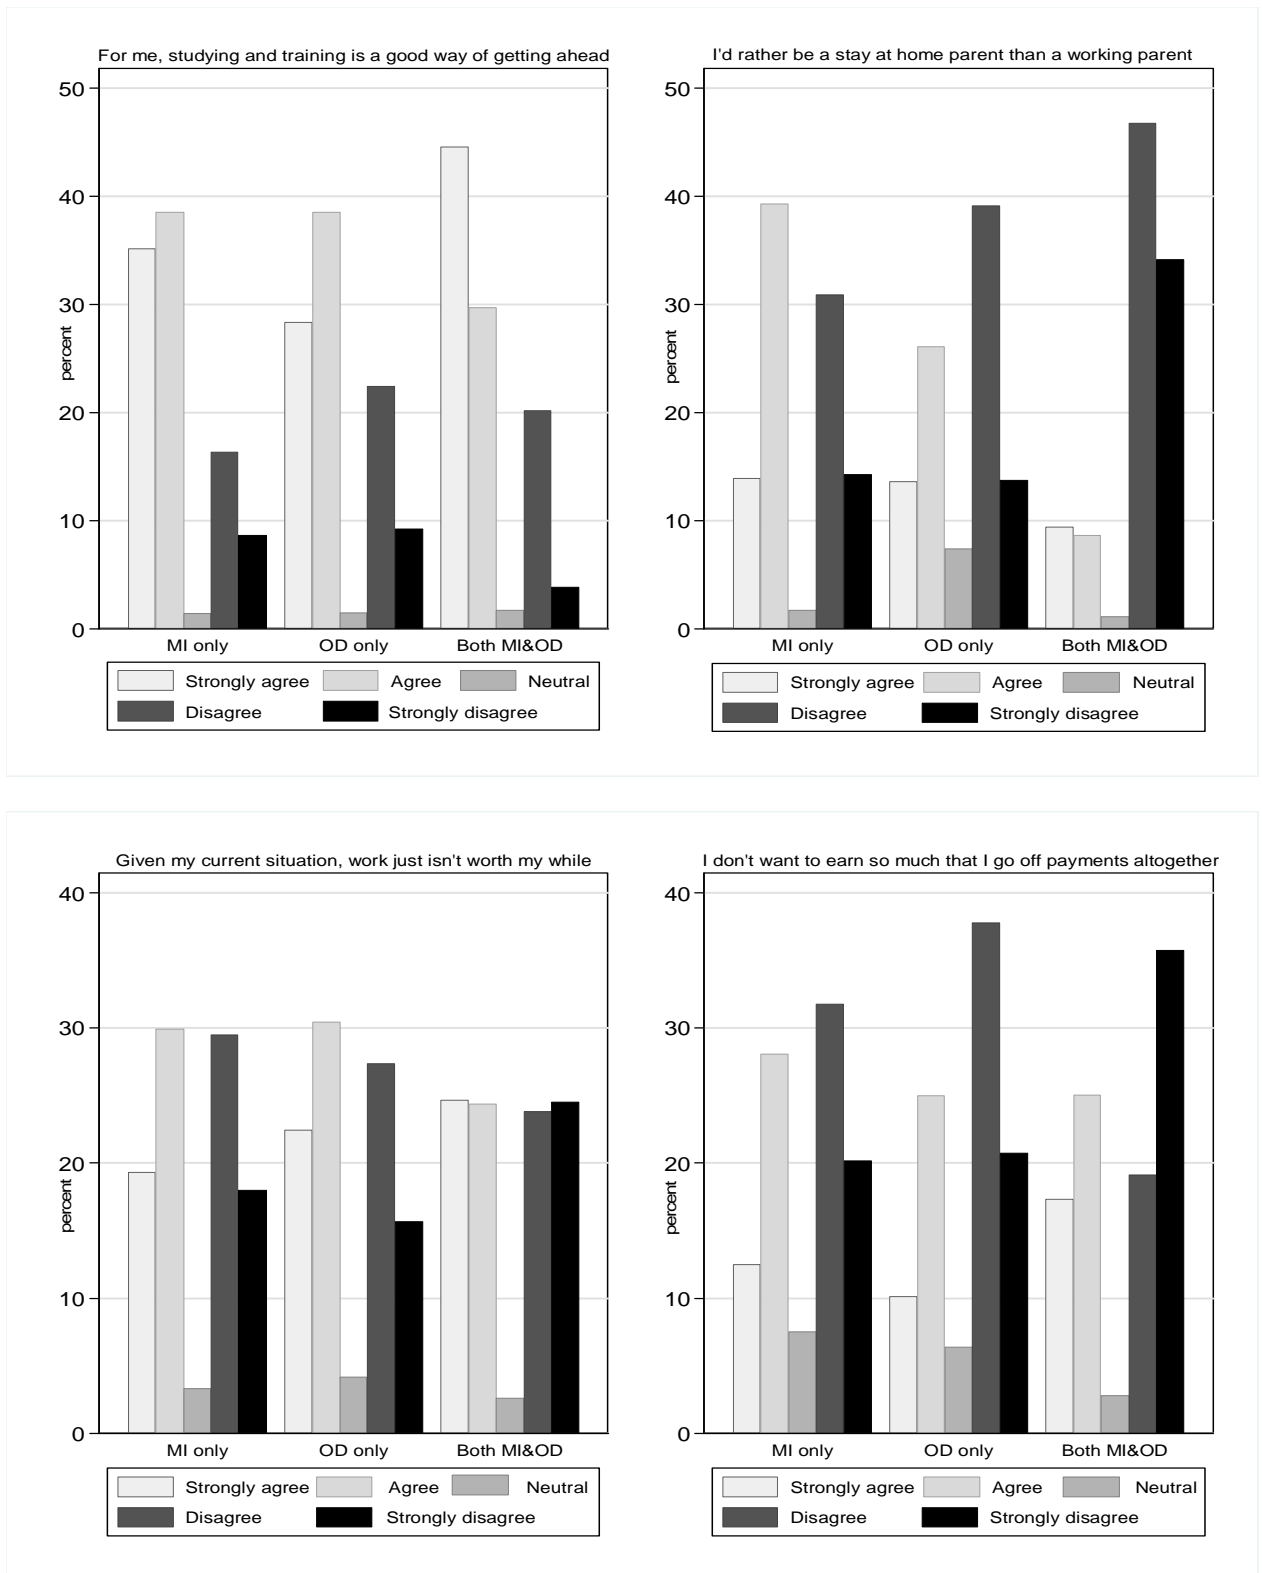 For me, studying and training is a good way of getting ahead
50
40
30
20
10
0
percent
MI only OD only Both MI&OD
Strongly agree Agree Neutral
Disagree Strongly disagree
I'd rather be a stay at home parent than a working parent
50
40
30
20
10
0
percent
MI only OD only Both MI&OD
Strongly agree Agree Neutral
Disagree Strongly disagree
Given my current situation, work just isn't worth my while
40
30
20
10
0
percent
MI only OD only Both MI&OD
Strongly agree Agree Neutral
Disagree Strongly disagree
I don't want to earn so much that I go off payments altogether
40
30
20
10
0
percent
MI only OD only Both MI&OD
Strongly agree Agree Neutral
Disagree Strongly disagree